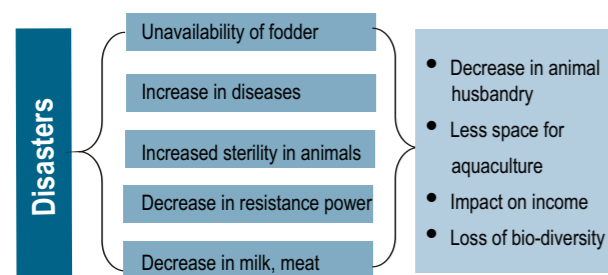 Disasters
Unavailability of fodder
Increase in diseases
Increased sterility in animals
Decrease in resistance power
Decrease in milk, meat
• Decrease in animal
husbandry
• Less space for
aquaculture
• Impact on income
• Loss of bio-diversity